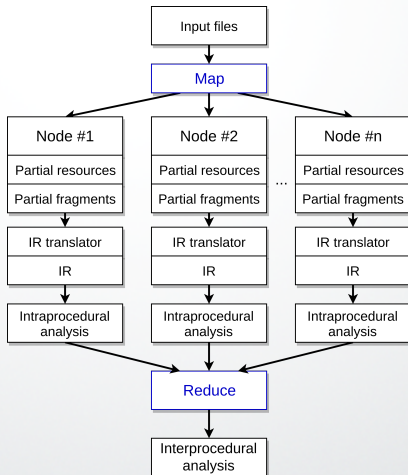 Input files
Map
Node #1
Node #2
Node #n
Partial resources
Partial resources
Partial resources
...
Partial fragments
Partial fragments
Partial fragments
IR translator
IR translator
IR translator
IR
IR
IR
Intraprocedural
analysis
Intraprocedural
analysis
Intraprocedural
analysis
Reduce
Interprocedural
analysis